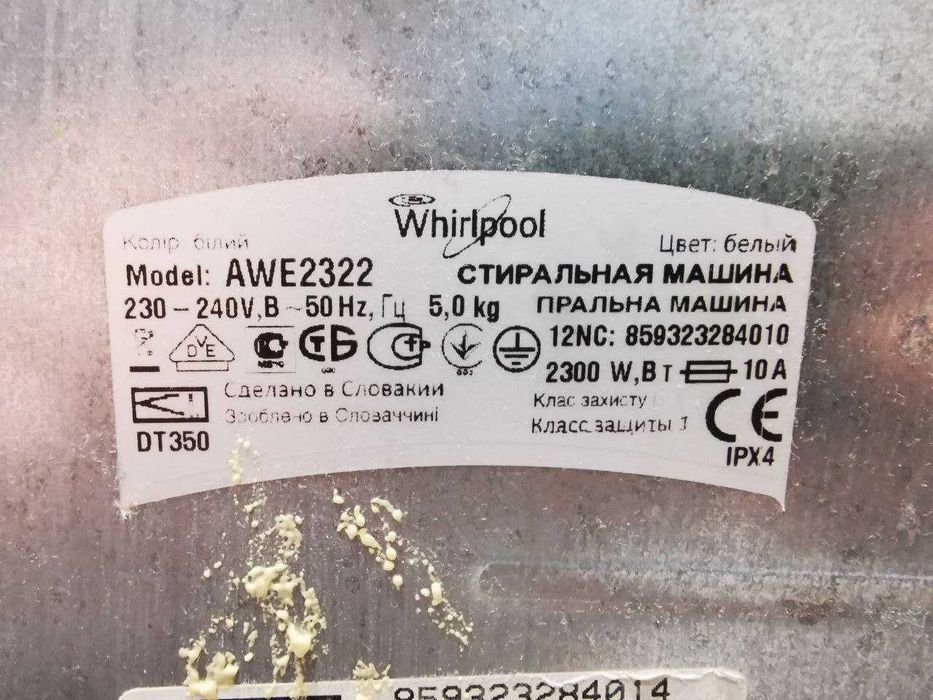 Whirlpool
Колір: білий
Цвет: белый
Model: AWE2322
СТИРАЛЬНАЯ МАШИНА
230 – 240V, В ~ 50 Hz, Гц 5,0 kg
ПРАЛЬНА МАШИНА
12NC: 859323284010
2300 W, Вт 10 A
Сделано в Словакии
Зроблено в Словаччині
Клас захисту
Класс защиты 1
DT350
CE
IPX4
859323284014